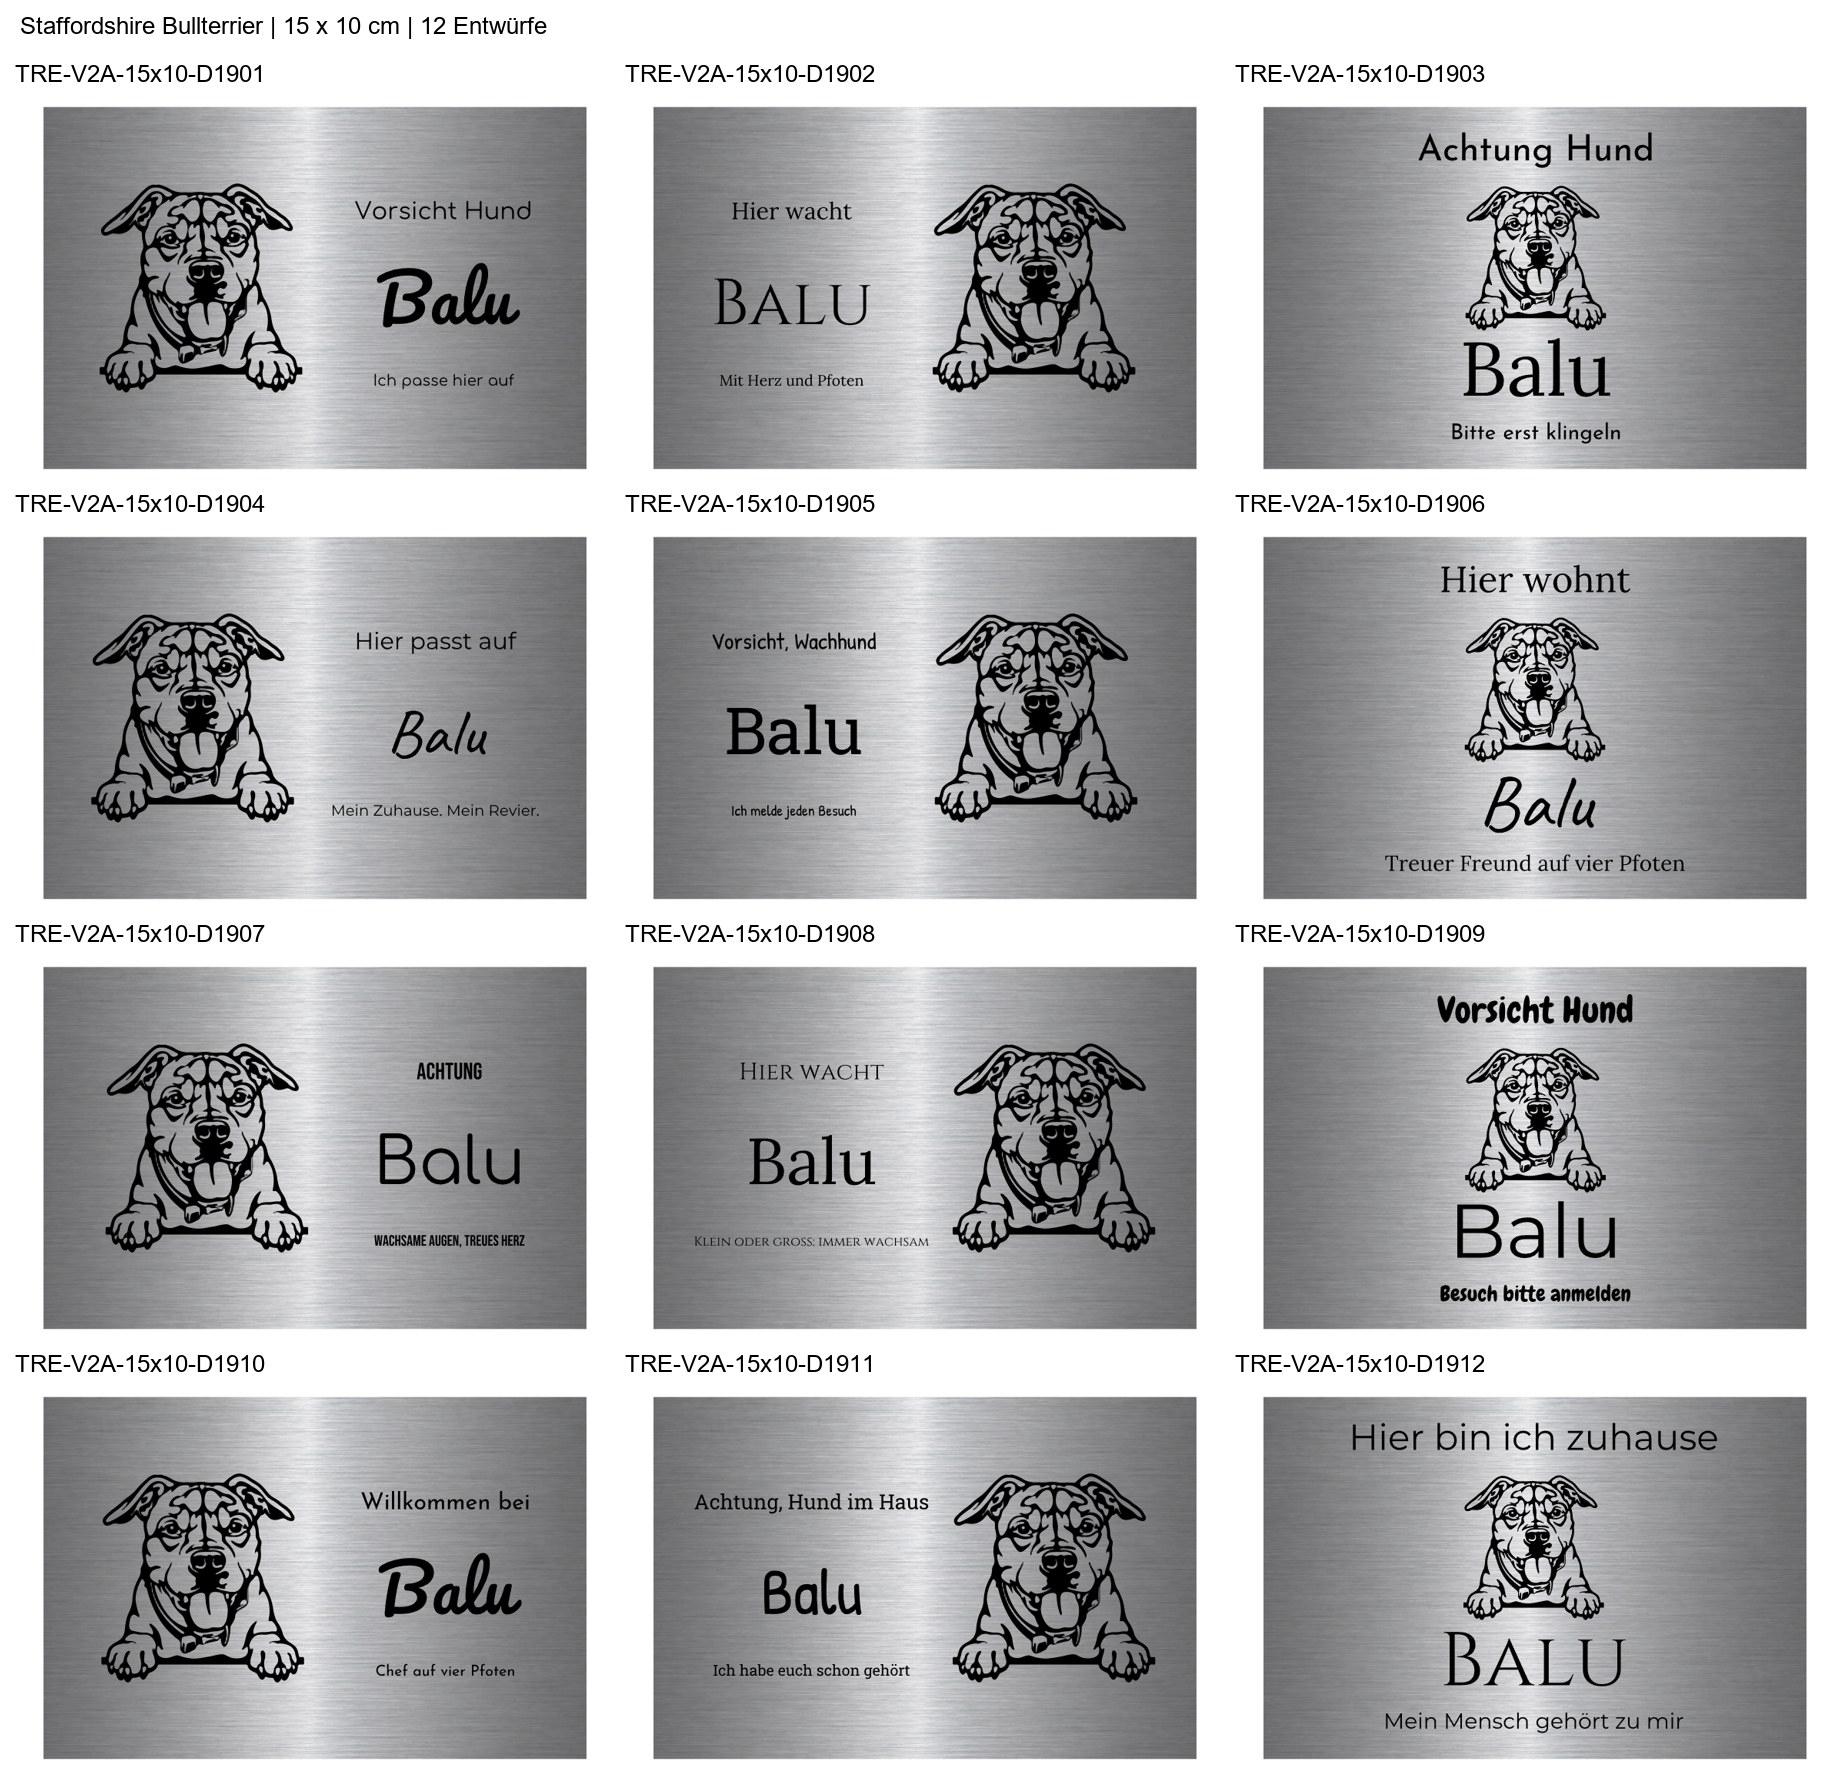 Staffordshire Bullterrier | 15 x 10 cm | 12 Entwürfe
TRE-V2A-15x10-D1901
Vorsicht Hund
Balu
Ich passe hier auf
TRE-V2A-15x10-D1902
Hier wacht
BALU
Mit Herz und Pfoten
TRE-V2A-15x10-D1903
Achtung Hund
Balu
Bitte erst klingeln
TRE-V2A-15x10-D1904
Hier passt auf
Balu
Mein Zuhause. Mein Revier.
TRE-V2A-15x10-D1905
Vorsicht, Wachhund
Balu
Ich melde jeden Besuch
TRE-V2A-15x10-D1906
Hier wohnt
Balu
Treuer Freund auf vier Pfoten
TRE-V2A-15x10-D1907
ACHTUNG
Balu
WACHSAME AUGEN, TREUES HERZ
TRE-V2A-15x10-D1908
HIER WACHT
Balu
KLEIN ODER GROSS: IMMER WACHSAM
TRE-V2A-15x10-D1909
Vorsicht Hund
Balu
Besuch bitte anmelden
TRE-V2A-15x10-D1910
Willkommen bei
Balu
Chef auf vier Pfoten
TRE-V2A-15x10-D1911
Achtung, Hund im Haus
Balu
Ich habe euch schon gehört
TRE-V2A-15x10-D1912
Hier bin ich zuhause
BALU
Mein Mensch gehört zu mir